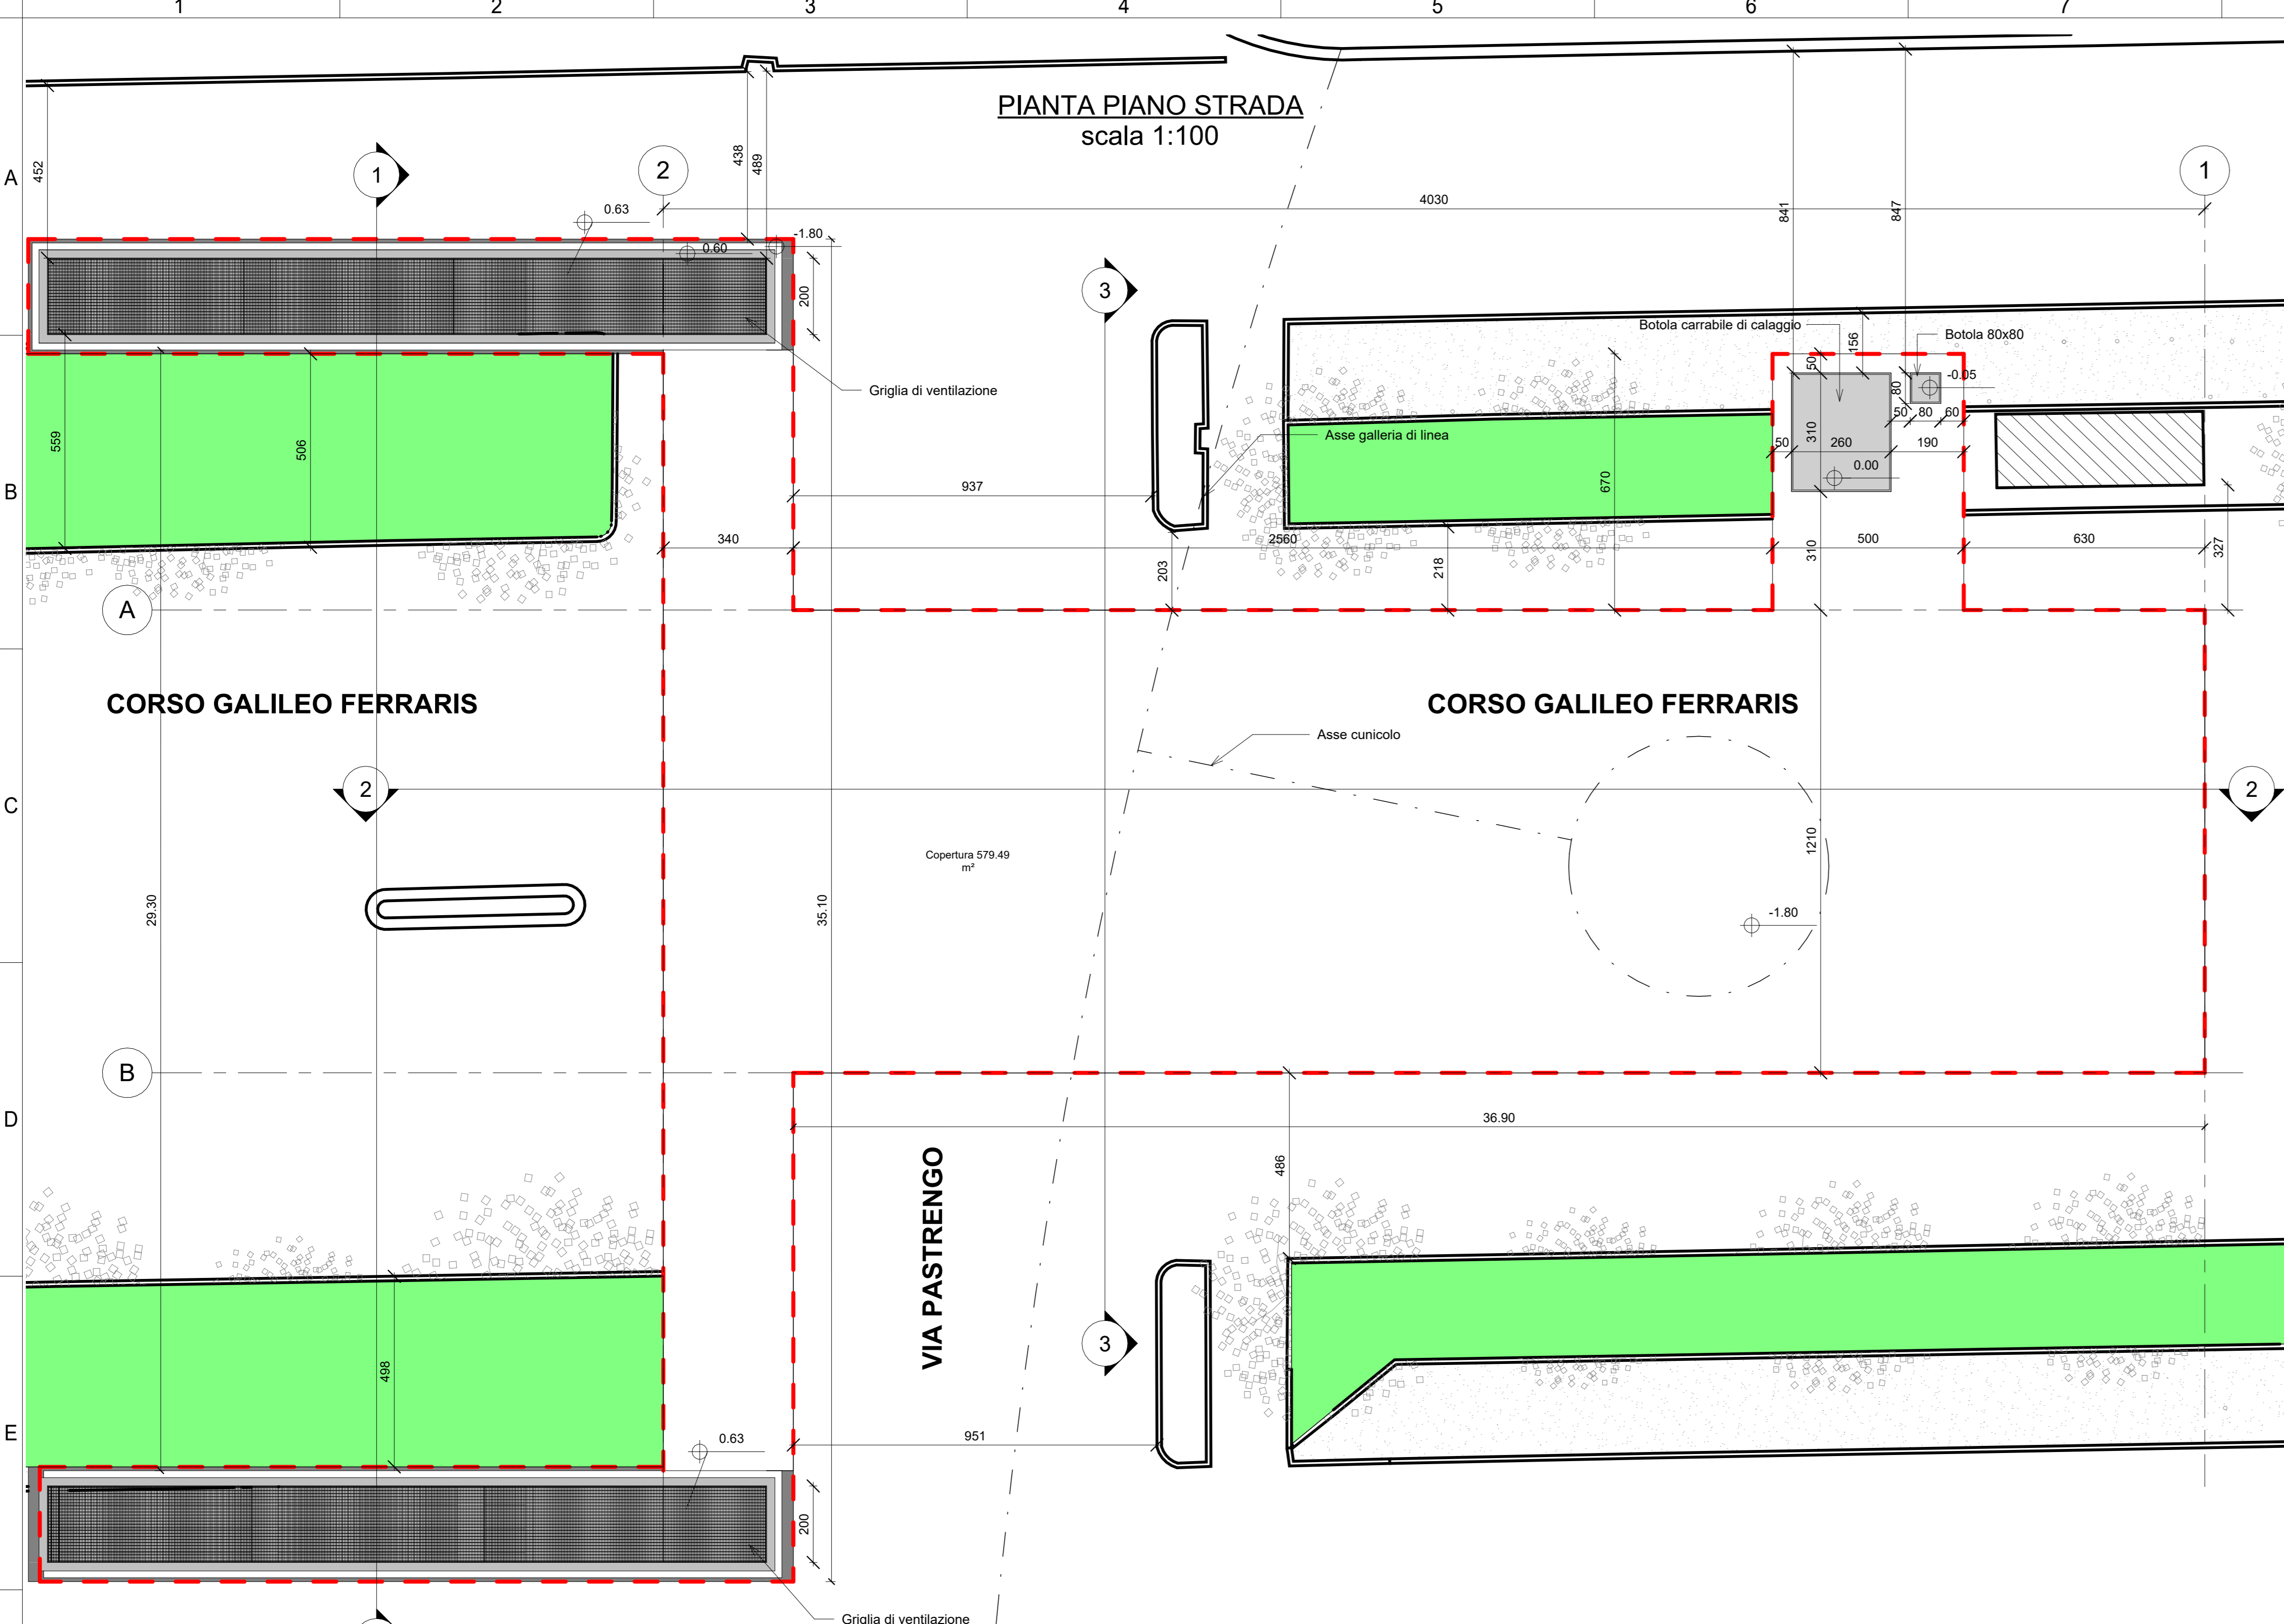 1 2 3 4 5 6 7
PIANTA PIANO STRADA
scala 1:100
A
452
1
438
489
2
4030
841
847
1
0.63
-1.80
0.60
200
3
Griglia di ventilazione
Botola carrabile di calaggio
156
Botola 80x80
50
-0.05
80
50 80 60
Asse galleria di linea
559
506
50 260 190
310
0.00
B
937
670
340
2560
500
630
310
327
203
218
A
CORSO GALILEO FERRARIS
CORSO GALILEO FERRARIS
Asse cunicolo
2
2
C
1210
Copertura 579.49
m²
29.30
35.10
-1.80
B
D
36.90
486
VIA PASTRENGO
3
498
E
0.63
951
200
Griglia di ventilazione